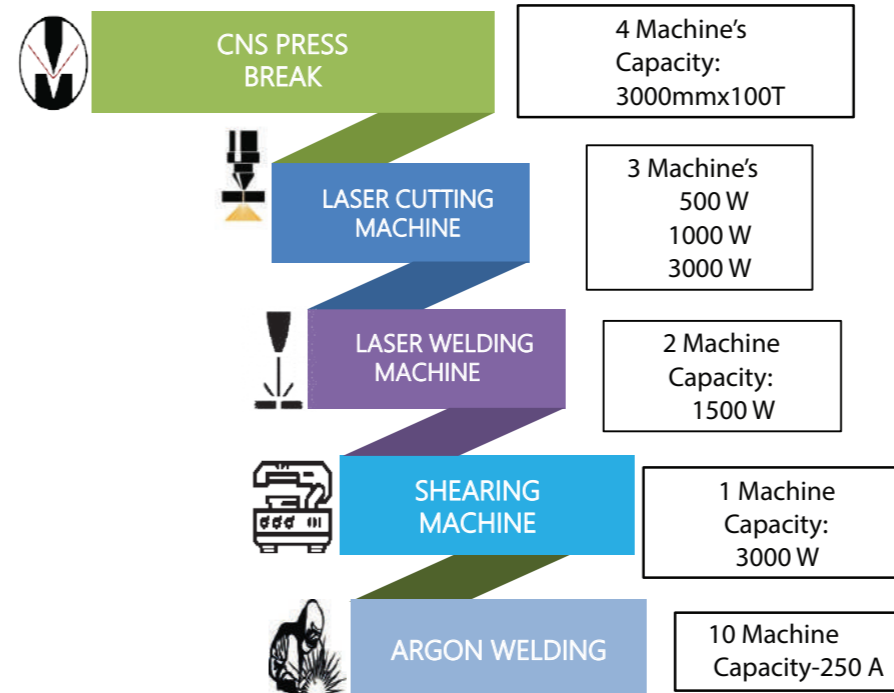 CNS PRESS
BREAK
4 Machine's
Capacity:
3000mmx100T
LASER CUTTING
MACHINE
3 Machine's
500 W
1000 W
3000 W
LASER WELDING
MACHINE
2 Machine
Capacity:
1500 W
SHEARING
MACHINE
1 Machine
Capacity:
3000 W
ARGON WELDING
10 Machine
Capacity-250 A